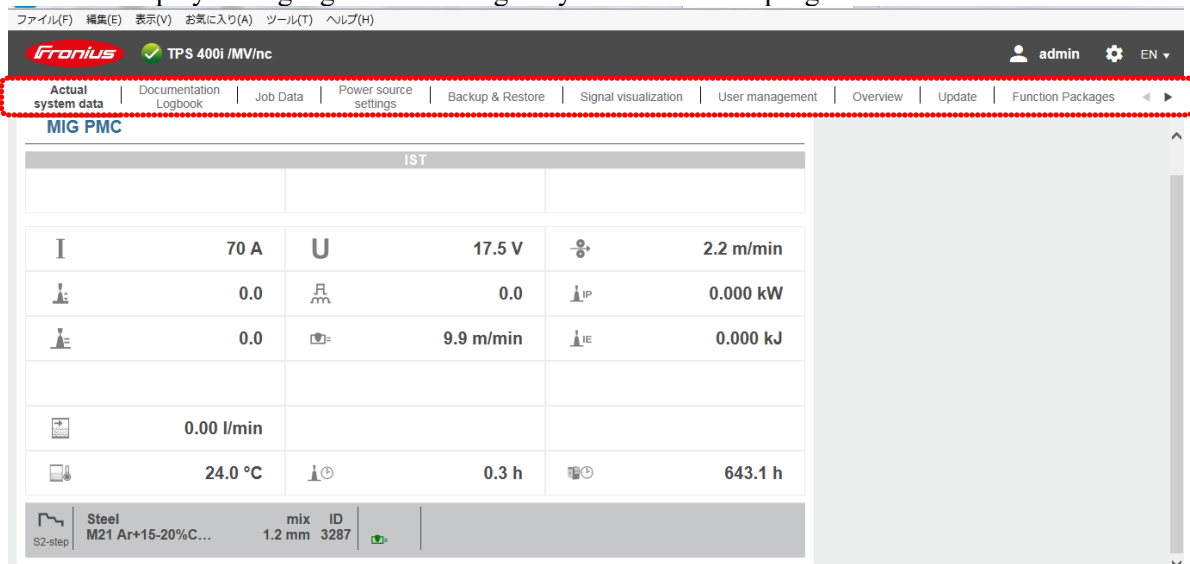 ファイル(F) 編集(E) 表示(V) お気に入り(A) ツール(T) ヘルプ(H)
Fronius TPS 400i /MV/nc admin EN
Actual system data Documentation Logbook Job Data Power source settings Backup & Restore Signal visualization User management Overview Update Function Packages
MIG PMC
IST
I 70 A U 17.5 V 2.2 m/min
0.0 0.0 IP 0.000 kW
0.0 9.9 m/min IE 0.000 kJ
0.00 l/min
24.0 °C 0.3 h 643.1 h
Steel mix ID
S2-step M21 Ar+15-20%C... 1.2 mm 3287